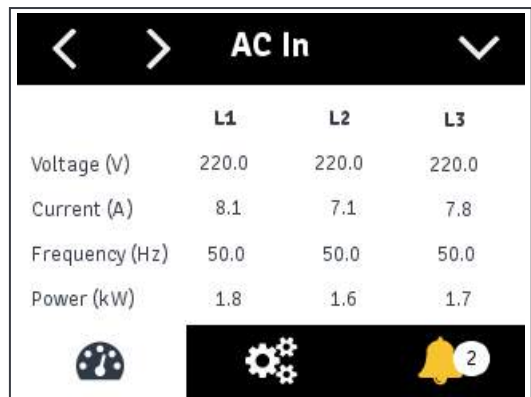 AC In
L1 L2 L3
Voltage (V) 220.0 220.0 220.0
Current (A) 8.1 7.1 7.8
Frequency (Hz) 50.0 50.0 50.0
Power (kW) 1.8 1.6 1.7
2